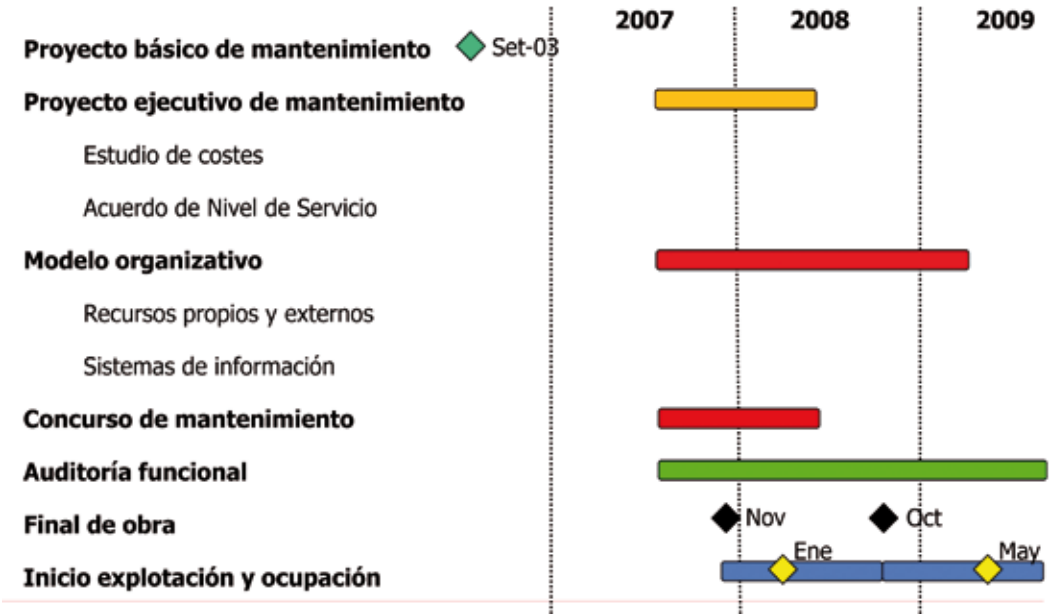 2007 2008 2009
Proyecto básico de mantenimiento Set-03
Proyecto ejecutivo de mantenimiento
Estudio de costes
Acuerdo de Nivel de Servicio
Modelo organizativo
Recursos propios y externos
Sistemas de información
Concurso de mantenimiento
Auditoría funcional
Final de obra Nov Oct
Ene May
Inicio explotación y ocupación